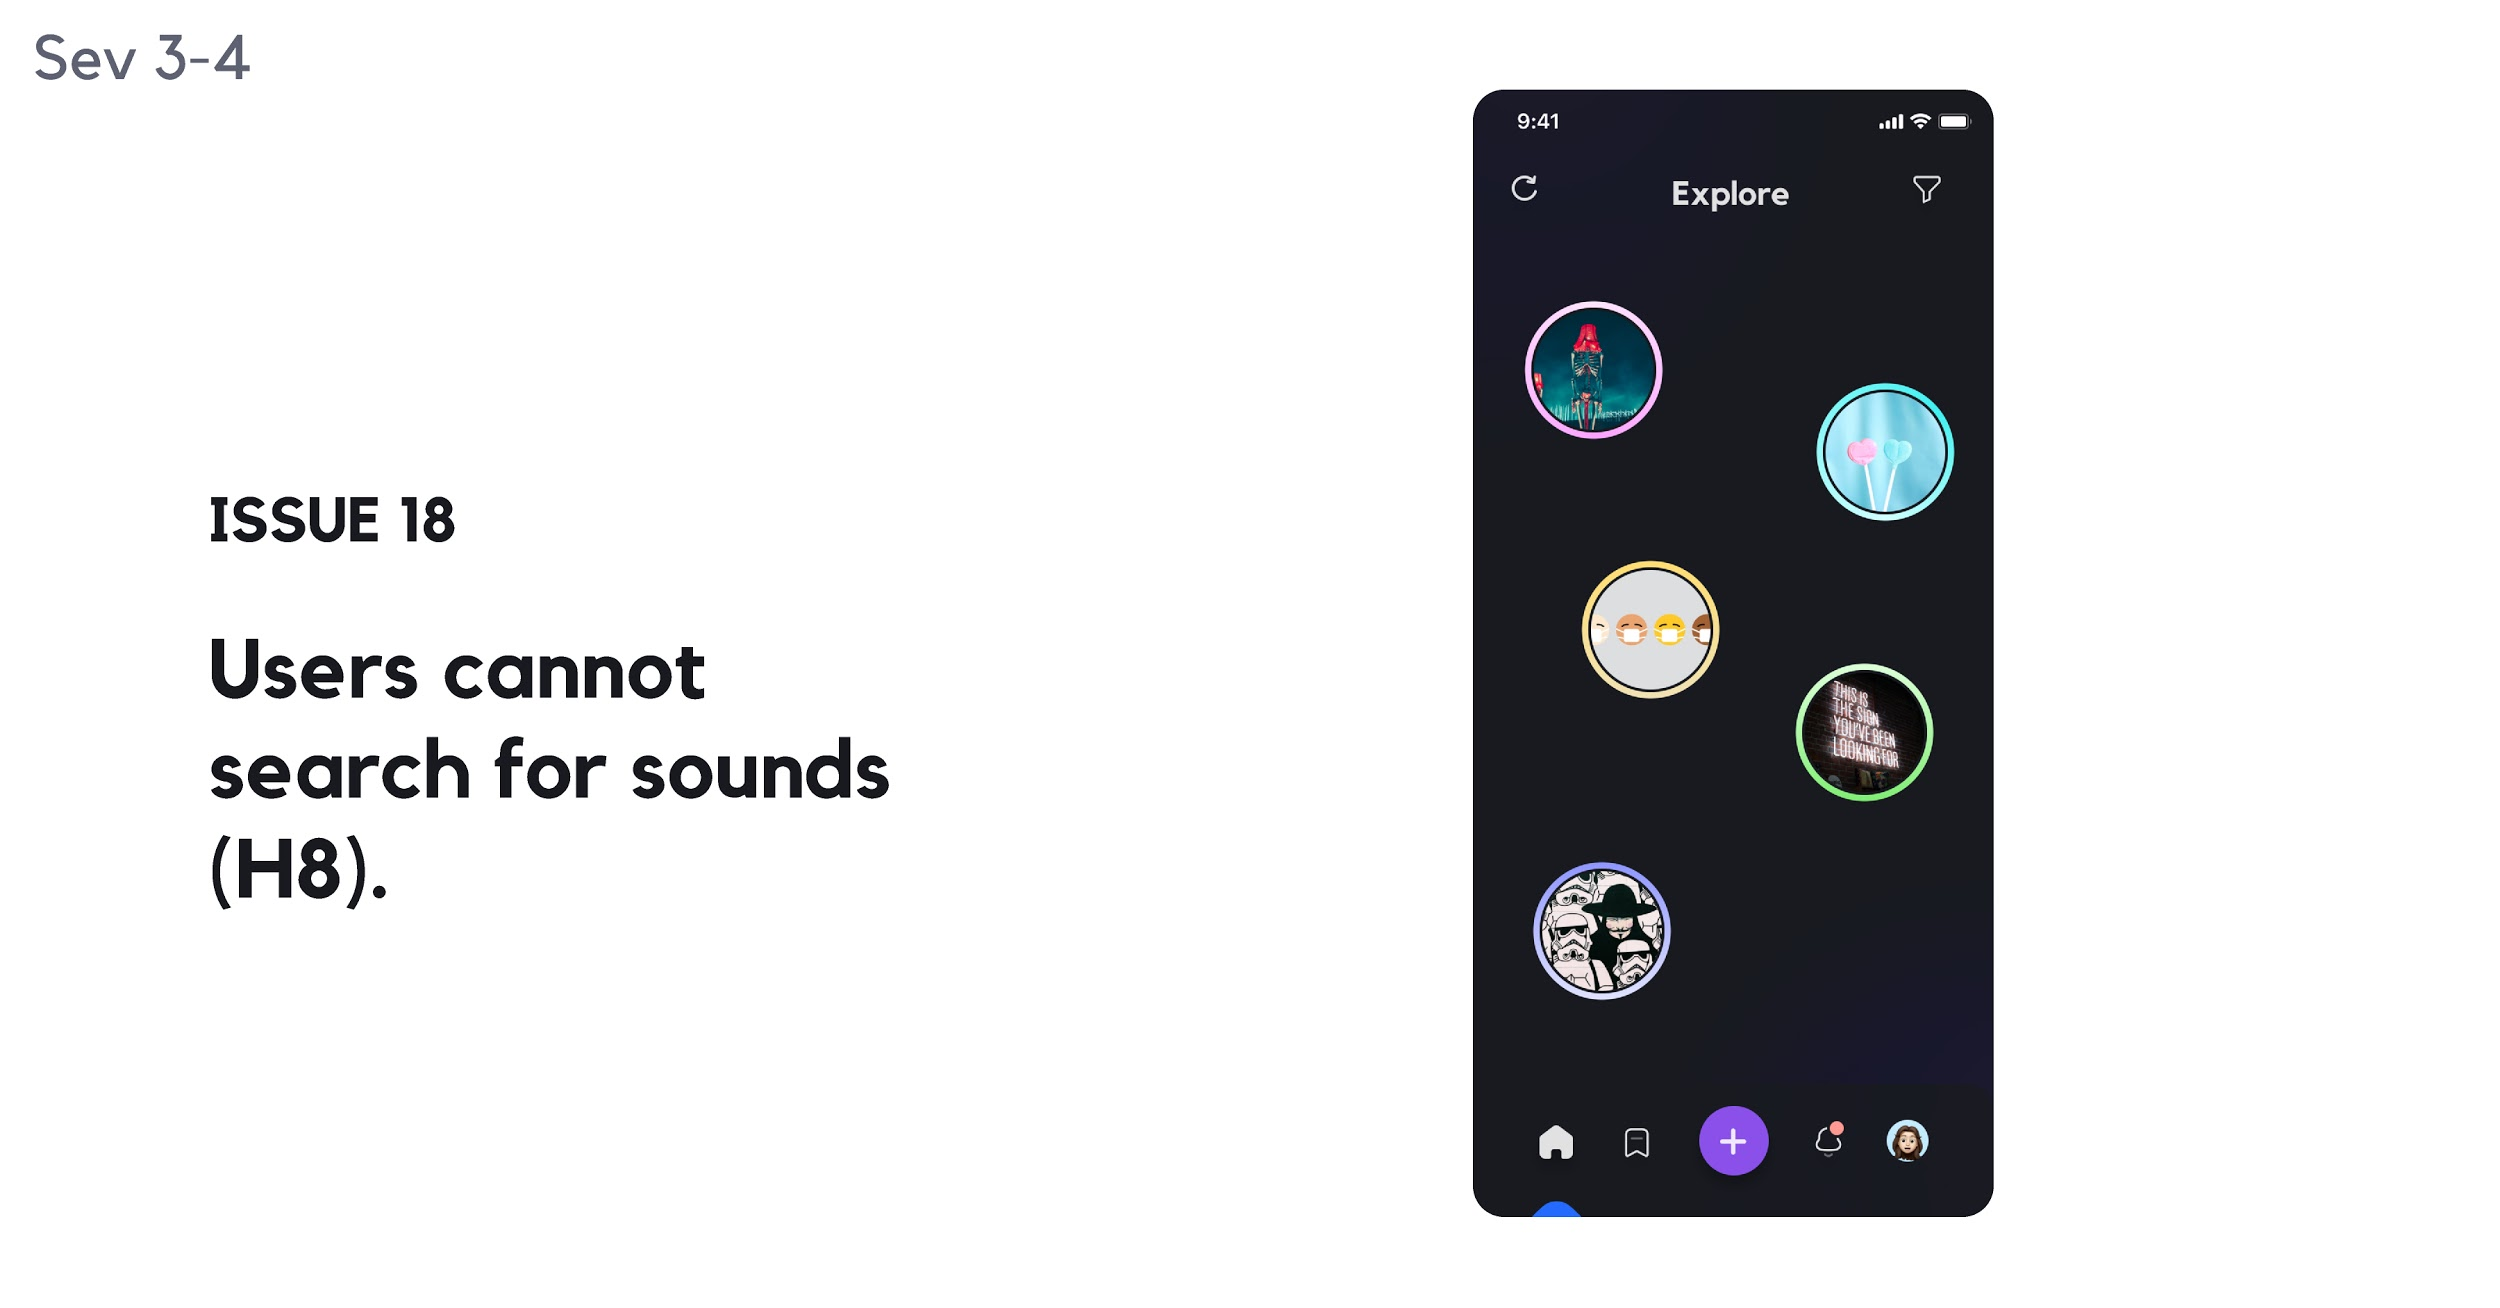 Sev 3-4
ISSUE 18
Users cannot
search for sounds
(H8).
9:41
Explore
THIS IS
THE SIGN
YOU'VE BEEN
LOOKING FOR